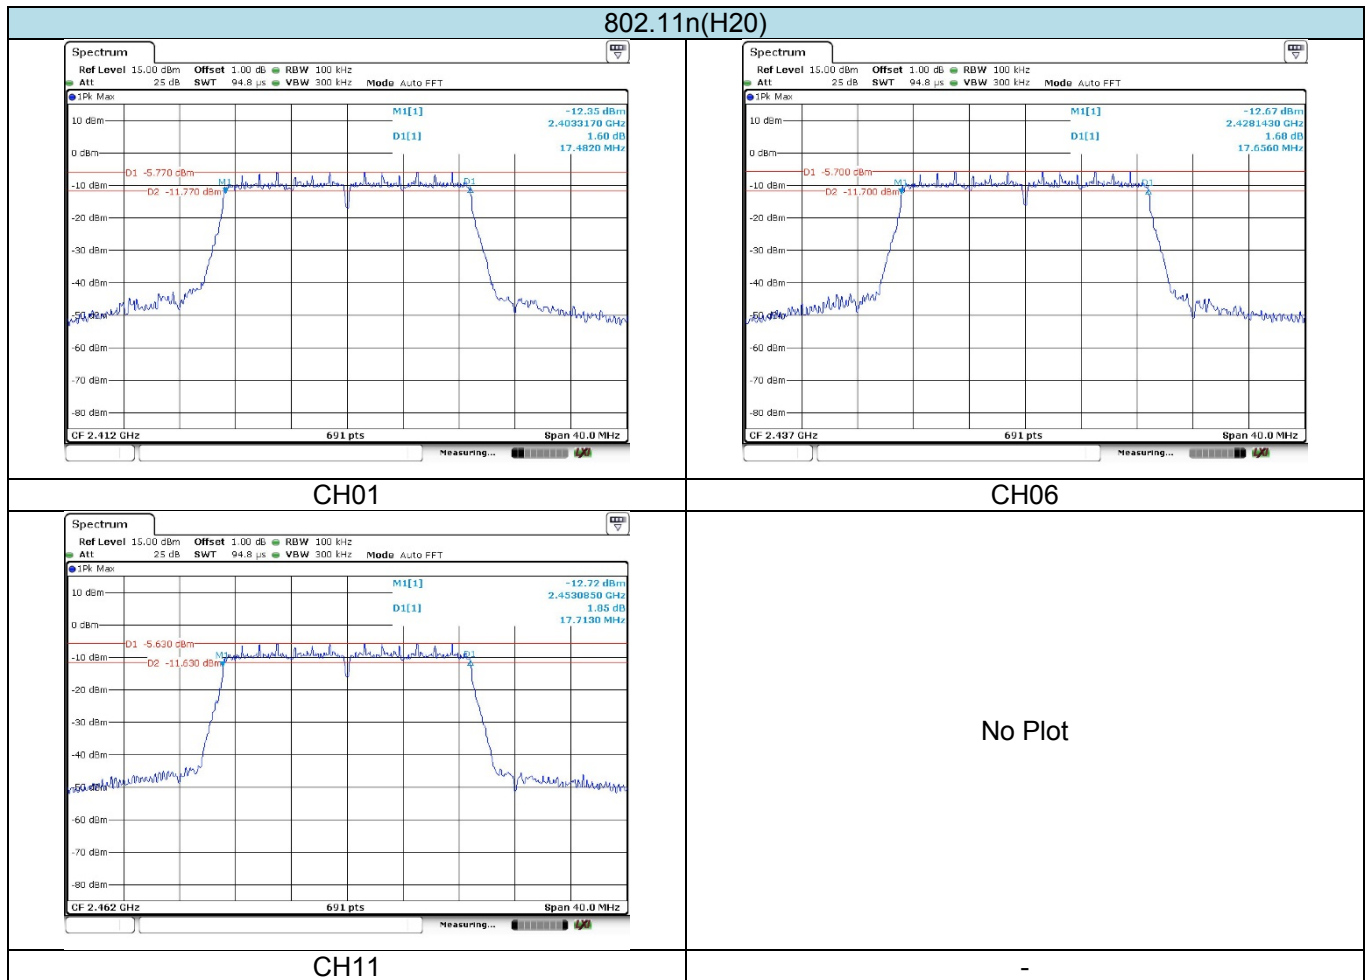 802.11n(H20)
Spectrum
Ref Level 15.00 dBm Offset 1.00 dB RBW 100 kHz
Att 25 dB SWT 94.8 µs VBW 300 kHz Mode Auto FFT
1Pk Max
M1[1] -12.35 dBm
2.4033170 GHz
D1[1] 1.60 dB
17.4820 MHz
10 dBm
0 dBm
D1 -5.770 dBm
-10 dBm
M1
D1
D2 -11.770 dBm
-20 dBm
-30 dBm
-40 dBm
-50 dBm
-60 dBm
-70 dBm
-80 dBm
CF 2.412 GHz 691 pts Span 40.0 MHz
Measuring...
CH01
Spectrum
Ref Level 15.00 dBm Offset 1.00 dB RBW 100 kHz
Att 25 dB SWT 94.8 µs VBW 300 kHz Mode Auto FFT
1Pk Max
M1[1] -12.67 dBm
2.4281430 GHz
D1[1] 1.60 dB
17.6560 MHz
10 dBm
0 dBm
D1 -5.700 dBm
-10 dBm
M1
D1
D2 -11.700 dBm
-20 dBm
-30 dBm
-40 dBm
-50 dBm
-60 dBm
-70 dBm
-80 dBm
CF 2.437 GHz 691 pts Span 40.0 MHz
Measuring...
CH06
Spectrum
Ref Level 15.00 dBm Offset 1.00 dB RBW 100 kHz
Att 25 dB SWT 94.8 µs VBW 300 kHz Mode Auto FFT
1Pk Max
M1[1] -12.72 dBm
2.4530850 GHz
D1[1] 1.85 dB
17.7130 MHz
10 dBm
0 dBm
D1 -5.630 dBm
-10 dBm
M1
D1
D2 -11.630 dBm
-20 dBm
-30 dBm
-40 dBm
-50 dBm
-60 dBm
-70 dBm
-80 dBm
CF 2.462 GHz 691 pts Span 40.0 MHz
Measuring...
CH11
No Plot
-